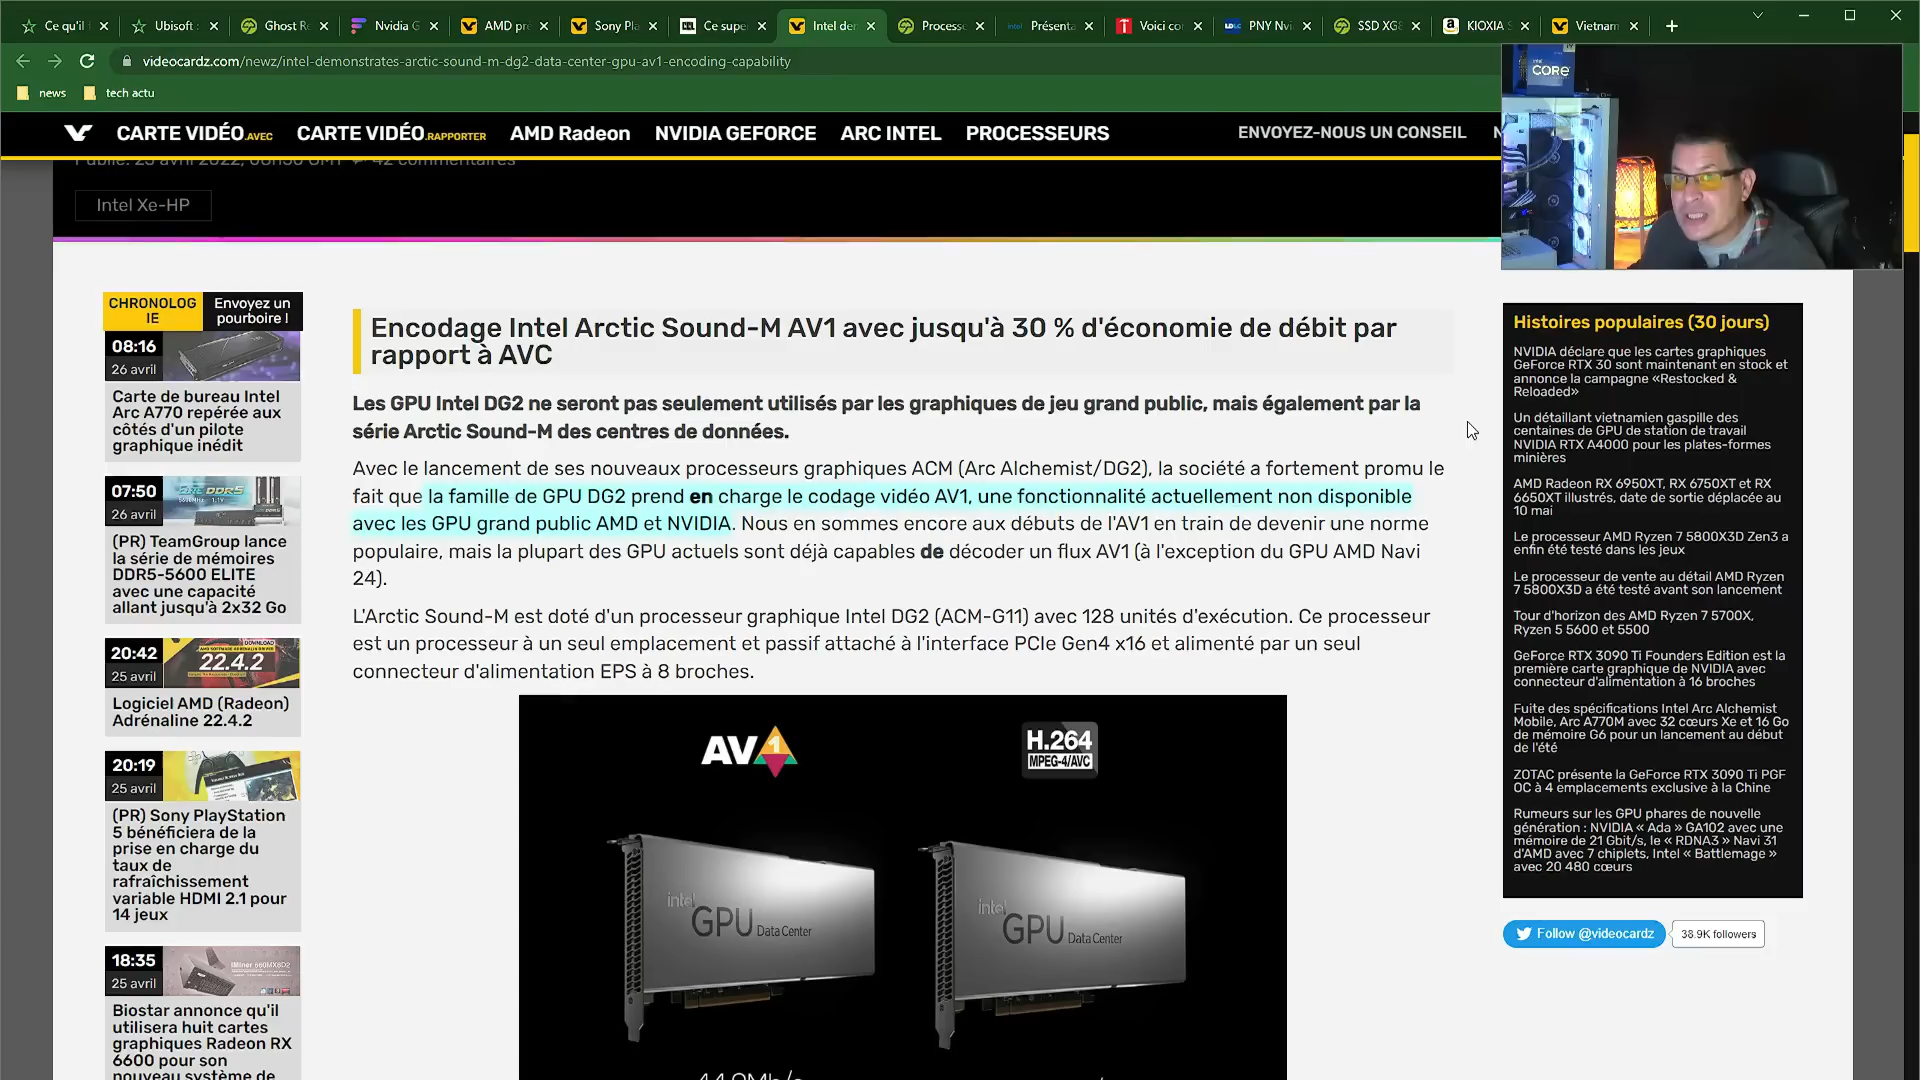 Ce qu'il
Ubisoft :
Ghost Re
Nvidia G
AMD pr
Sony Pla
Ce supe
Intel de
Process
Présenta
Voici co
PNY Nvi
SSD XG8
KIOXIA S
Vietnam
videocardz.com/newz/intel-demonstrates-arctic-sound-m-dg2-data-center-gpu-av1-encoding-capability
news
tech actu
CARTE VIDÉO.AVEC
CARTE VIDÉO.RAPPORTER
AMD Radeon
NVIDIA GEFORCE
ARC INTEL
PROCESSEURS
ENVOYEZ-NOUS UN CONSEIL
CORE
Intel Xe-HP
CHRONOLOG
IE
Envoyez un
pourboire !
08:16
26 avril
Carte de bureau Intel
Arc A770 repérée aux
côtés d'un pilote
graphique inédit
07:50
26 avril
(PR) TeamGroup lance
la série de mémoires
DDR5-5600 ELITE
avec une capacité
allant jusqu'à 2x32 Go
20:42
25 avril
22.4.2
Logiciel AMD (Radeon)
Adrénaline 22.4.2
20:19
25 avril
(PR) Sony PlayStation
5 bénéficiera de la
prise en charge du
taux de
rafraîchissement
variable HDMI 2.1 pour
14 jeux
18:35
25 avril
Biostar annonce qu'il
utilisera huit cartes
graphiques Radeon RX
6600 pour son
nouveau système de
Encodage Intel Arctic Sound-M AV1 avec jusqu'à 30 % d'économie de débit par
rapport à AVC
Les GPU Intel DG2 ne seront pas seulement utilisés par les graphiques de jeu grand public, mais également par la
série Arctic Sound-M des centres de données.
Avec le lancement de ses nouveaux processeurs graphiques ACM (Arc Alchemist/DG2), la société a fortement promu le
fait que la famille de GPU DG2 prend en charge le codage vidéo AV1, une fonctionnalité actuellement non disponible
avec les GPU grand public AMD et NVIDIA. Nous en sommes encore aux débuts de l'AV1 en train de devenir une norme
populaire, mais la plupart des GPU actuels sont déjà capables de décoder un flux AV1 (à l'exception du GPU AMD Navi
24).
L'Arctic Sound-M est doté d'un processeur graphique Intel DG2 (ACM-G11) avec 128 unités d'exécution. Ce processeur
est un processeur à un seul emplacement et passif attaché à l'interface PCIe Gen4 x16 et alimenté par un seul
connecteur d'alimentation EPS à 8 broches.
AV1
H.264
MPEG-4/AVC
intel
GPU Data Center
intel
GPU Data Center
Histoires populaires (30 jours)
NVIDIA déclare que les cartes graphiques
GeForce RTX 30 sont maintenant en stock et
annonce la campagne «Restocked &
Reloaded»
Un détaillant vietnamien gaspille des
centaines de GPU de station de travail
NVIDIA RTX A4000 pour les plates-formes
minières
AMD Radeon RX 6950XT, RX 6750XT et RX
6650XT illustrés, date de sortie déplacée au
10 mai
Le processeur AMD Ryzen 7 5800X3D Zen3 a
enfin été testé dans les jeux
Le processeur de vente au détail AMD Ryzen
7 5800X3D a été testé avant son lancement
Tour d'horizon des AMD Ryzen 7 5700X,
Ryzen 5 5600 et 5500
GeForce RTX 3090 Ti Founders Edition est la
première carte graphique de NVIDIA avec
connecteur d'alimentation à 16 broches
Fuite des spécifications Intel Arc Alchemist
Mobile, Arc A770M avec 32 cœurs Xe et 16 Go
de mémoire G6 pour un lancement au début
de l'été
ZOTAC présente la GeForce RTX 3090 Ti PGF
OC à 4 emplacements exclusive à la Chine
Rumeurs sur les GPU phares de nouvelle
génération : NVIDIA « Ada » GA102 avec une
mémoire de 21 Gbit/s, le « RDNA3 » Navi 31
d'AMD avec 7 chiplets, Intel « Battlemage »
avec 20 480 cœurs
Follow @videocardz
38.9K followers